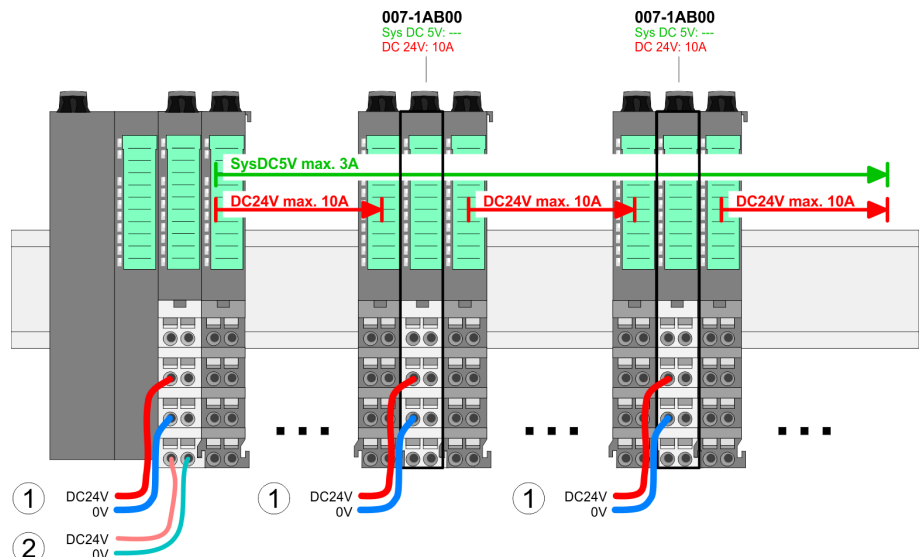 007-1AB00
Sys DC 5V: ---
DC 24V: 10A
007-1AB00
Sys DC 5V: ---
DC 24V: 10A
SysDC5V max. 3A
DC24V max. 10A
DC24V max. 10A
DC24V max. 10A
1 DC24V
0V
1 DC24V
0V
1 DC24V
0V
2 DC24V
0V